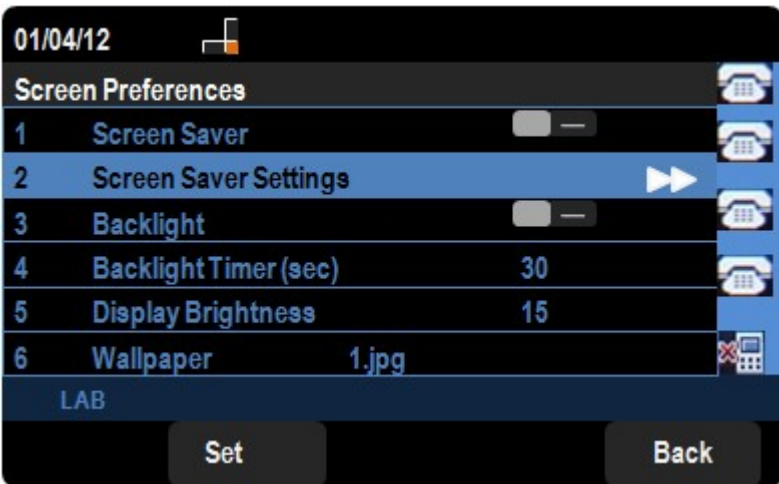 01/04/12
Screen Preferences
1 Screen Saver
2 Screen Saver Settings
3 Backlight
4 Backlight Timer (sec) 30
5 Display Brightness 15
6 Wallpaper 1.jpg
LAB
Set Back